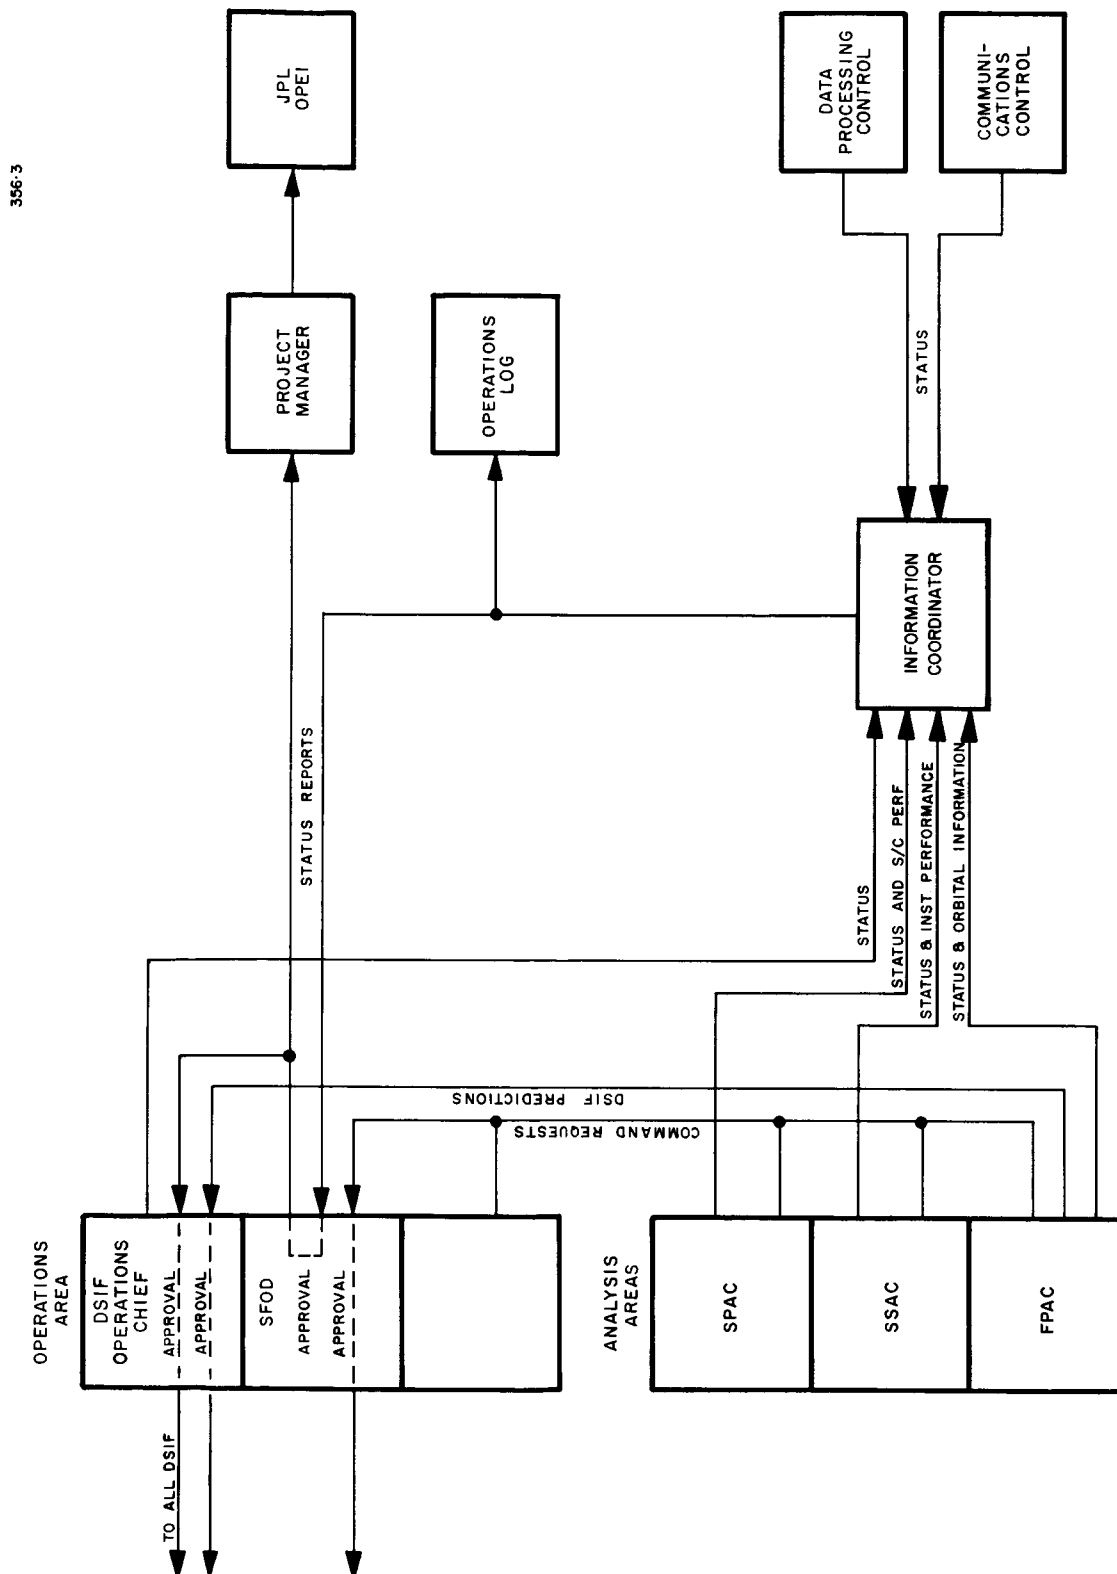 356-3
OPERATIONS
AREA
DSIF
OPERATIONS
CHIEF
APPROVAL
APPROVAL
TO ALL DSIF
SFOD
APPROVAL
APPROVAL
ANALYSIS
AREAS
SPAC
SSAC
FPAC
DSIF PREDICTIONS
COMMAND REQUESTS
STATUS REPORTS
STATUS
STATUS AND S/C PERF
STATUS & INST. PERFORMANCE
STATUS & ORBITAL INFORMATION
INFORMATION
COORDINATOR
PROJECT
MANAGER
OPERATIONS
LOG
JPL
OPEI
STATUS
DATA
PROCESSING
CONTROL
COMMUNI-
CATIONS
CONTROL